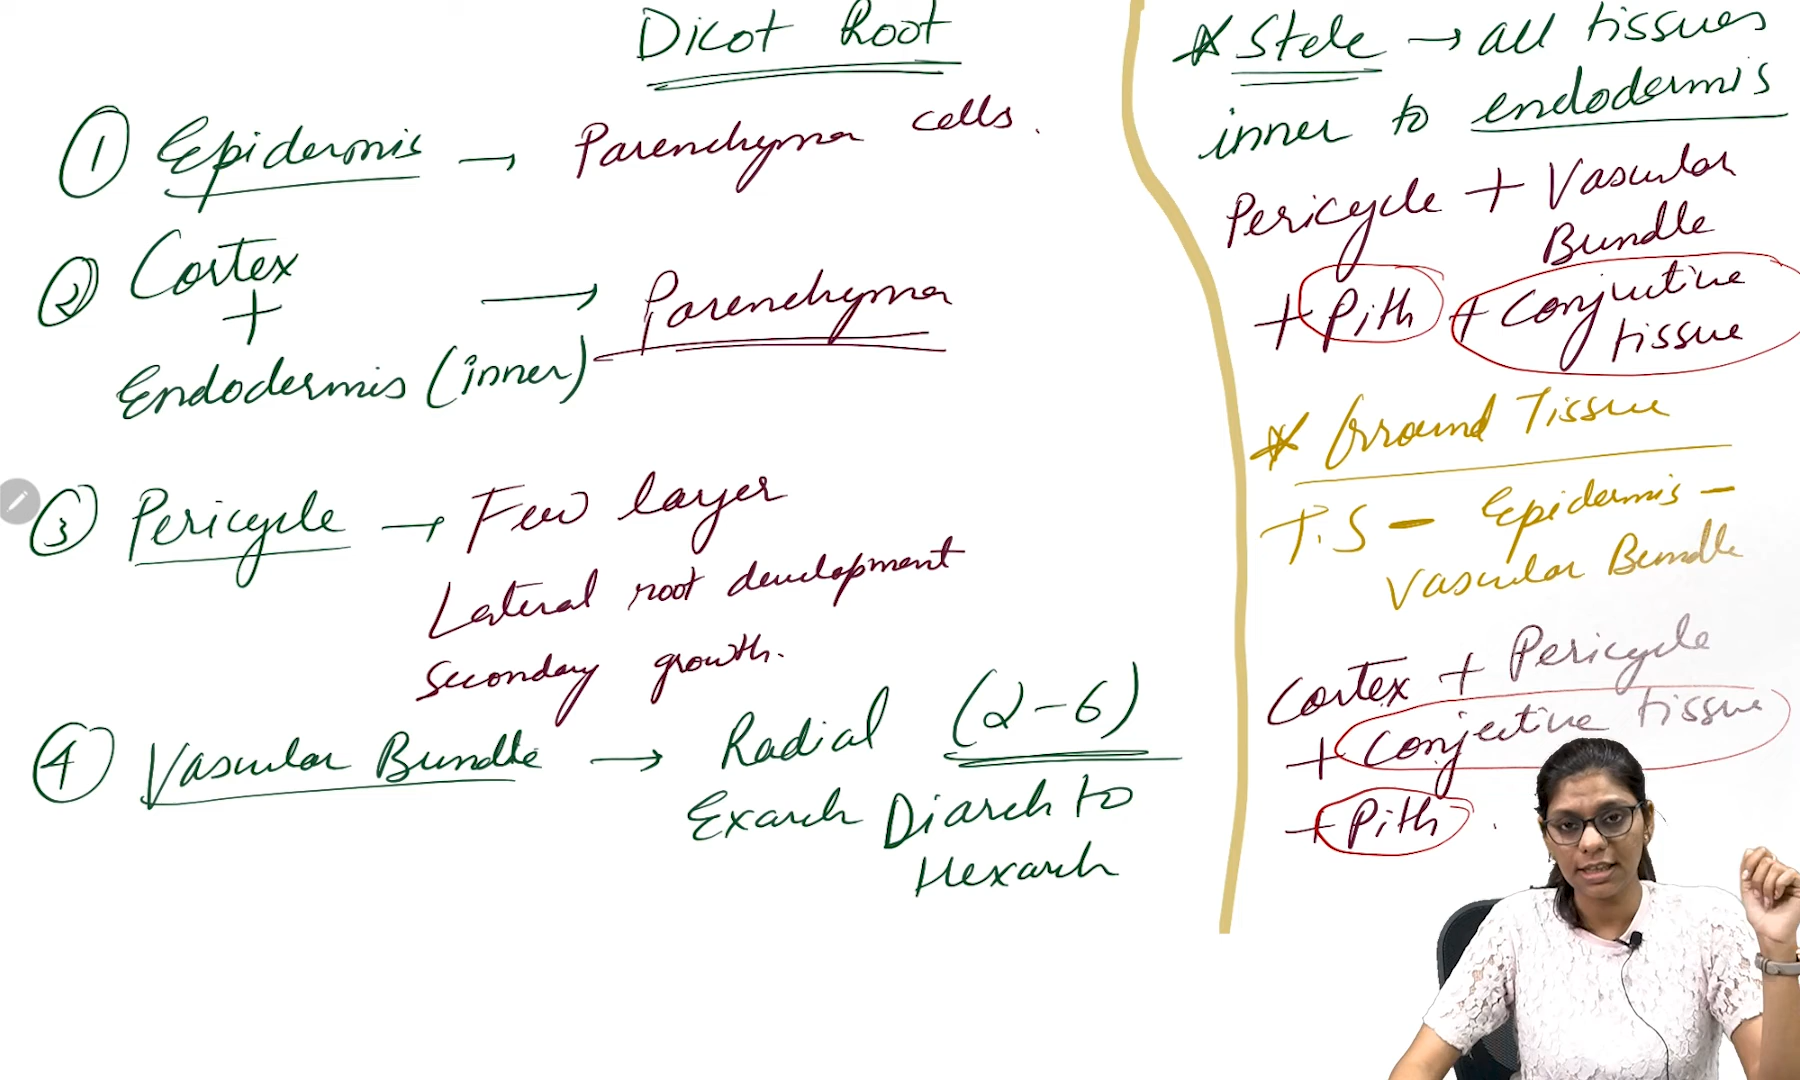 Dicot Root
① Epidermis → Parenchyma cells.
② Cortex
+
Endodermis (inner) → Parenchyma
③ Pericycle → Few layer
Lateral root development
Secondary growth.
④ Vascular Bundle → Radial (2-6)
Exarch Diarch to
Hexarch
* Stele → all tissues
inner to endodermis
Pericycle + Vascular
Bundle
+ Pith + Conjuctive
tissue
* Ground Tissue
T.S - Epidermis -
Vascular Bundle
Cortex + Pericycle
+ Conjective tissue
+ Pith .